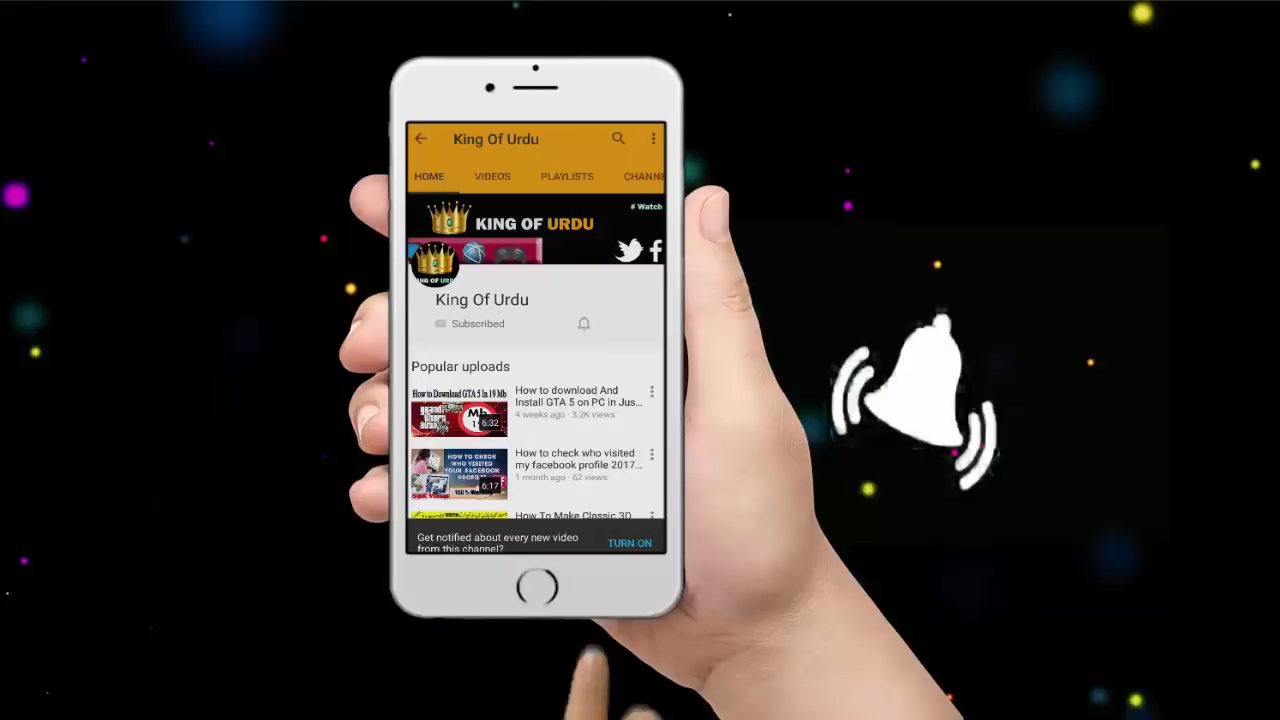 King Of Urdu
HOME VIDEOS PLAYLISTS CHANNE
# Watch
KING OF URDU
King Of Urdu
Subscribed
Popular uploads
How to Download GTA 5 In 19 Mb
6:32
How to download And
Install GTA 5 on PC in Jus...
4 weeks ago · 3.2K views
HOW TO CHECK
WHO VISITED
YOUR FACEBOOK
PROFILE
6:17
How to check who visited
my facebook profile 2017...
1 month ago · 62 views
How To Make Classic 3D
Get notified about every new video
from this channel?
TURN ON